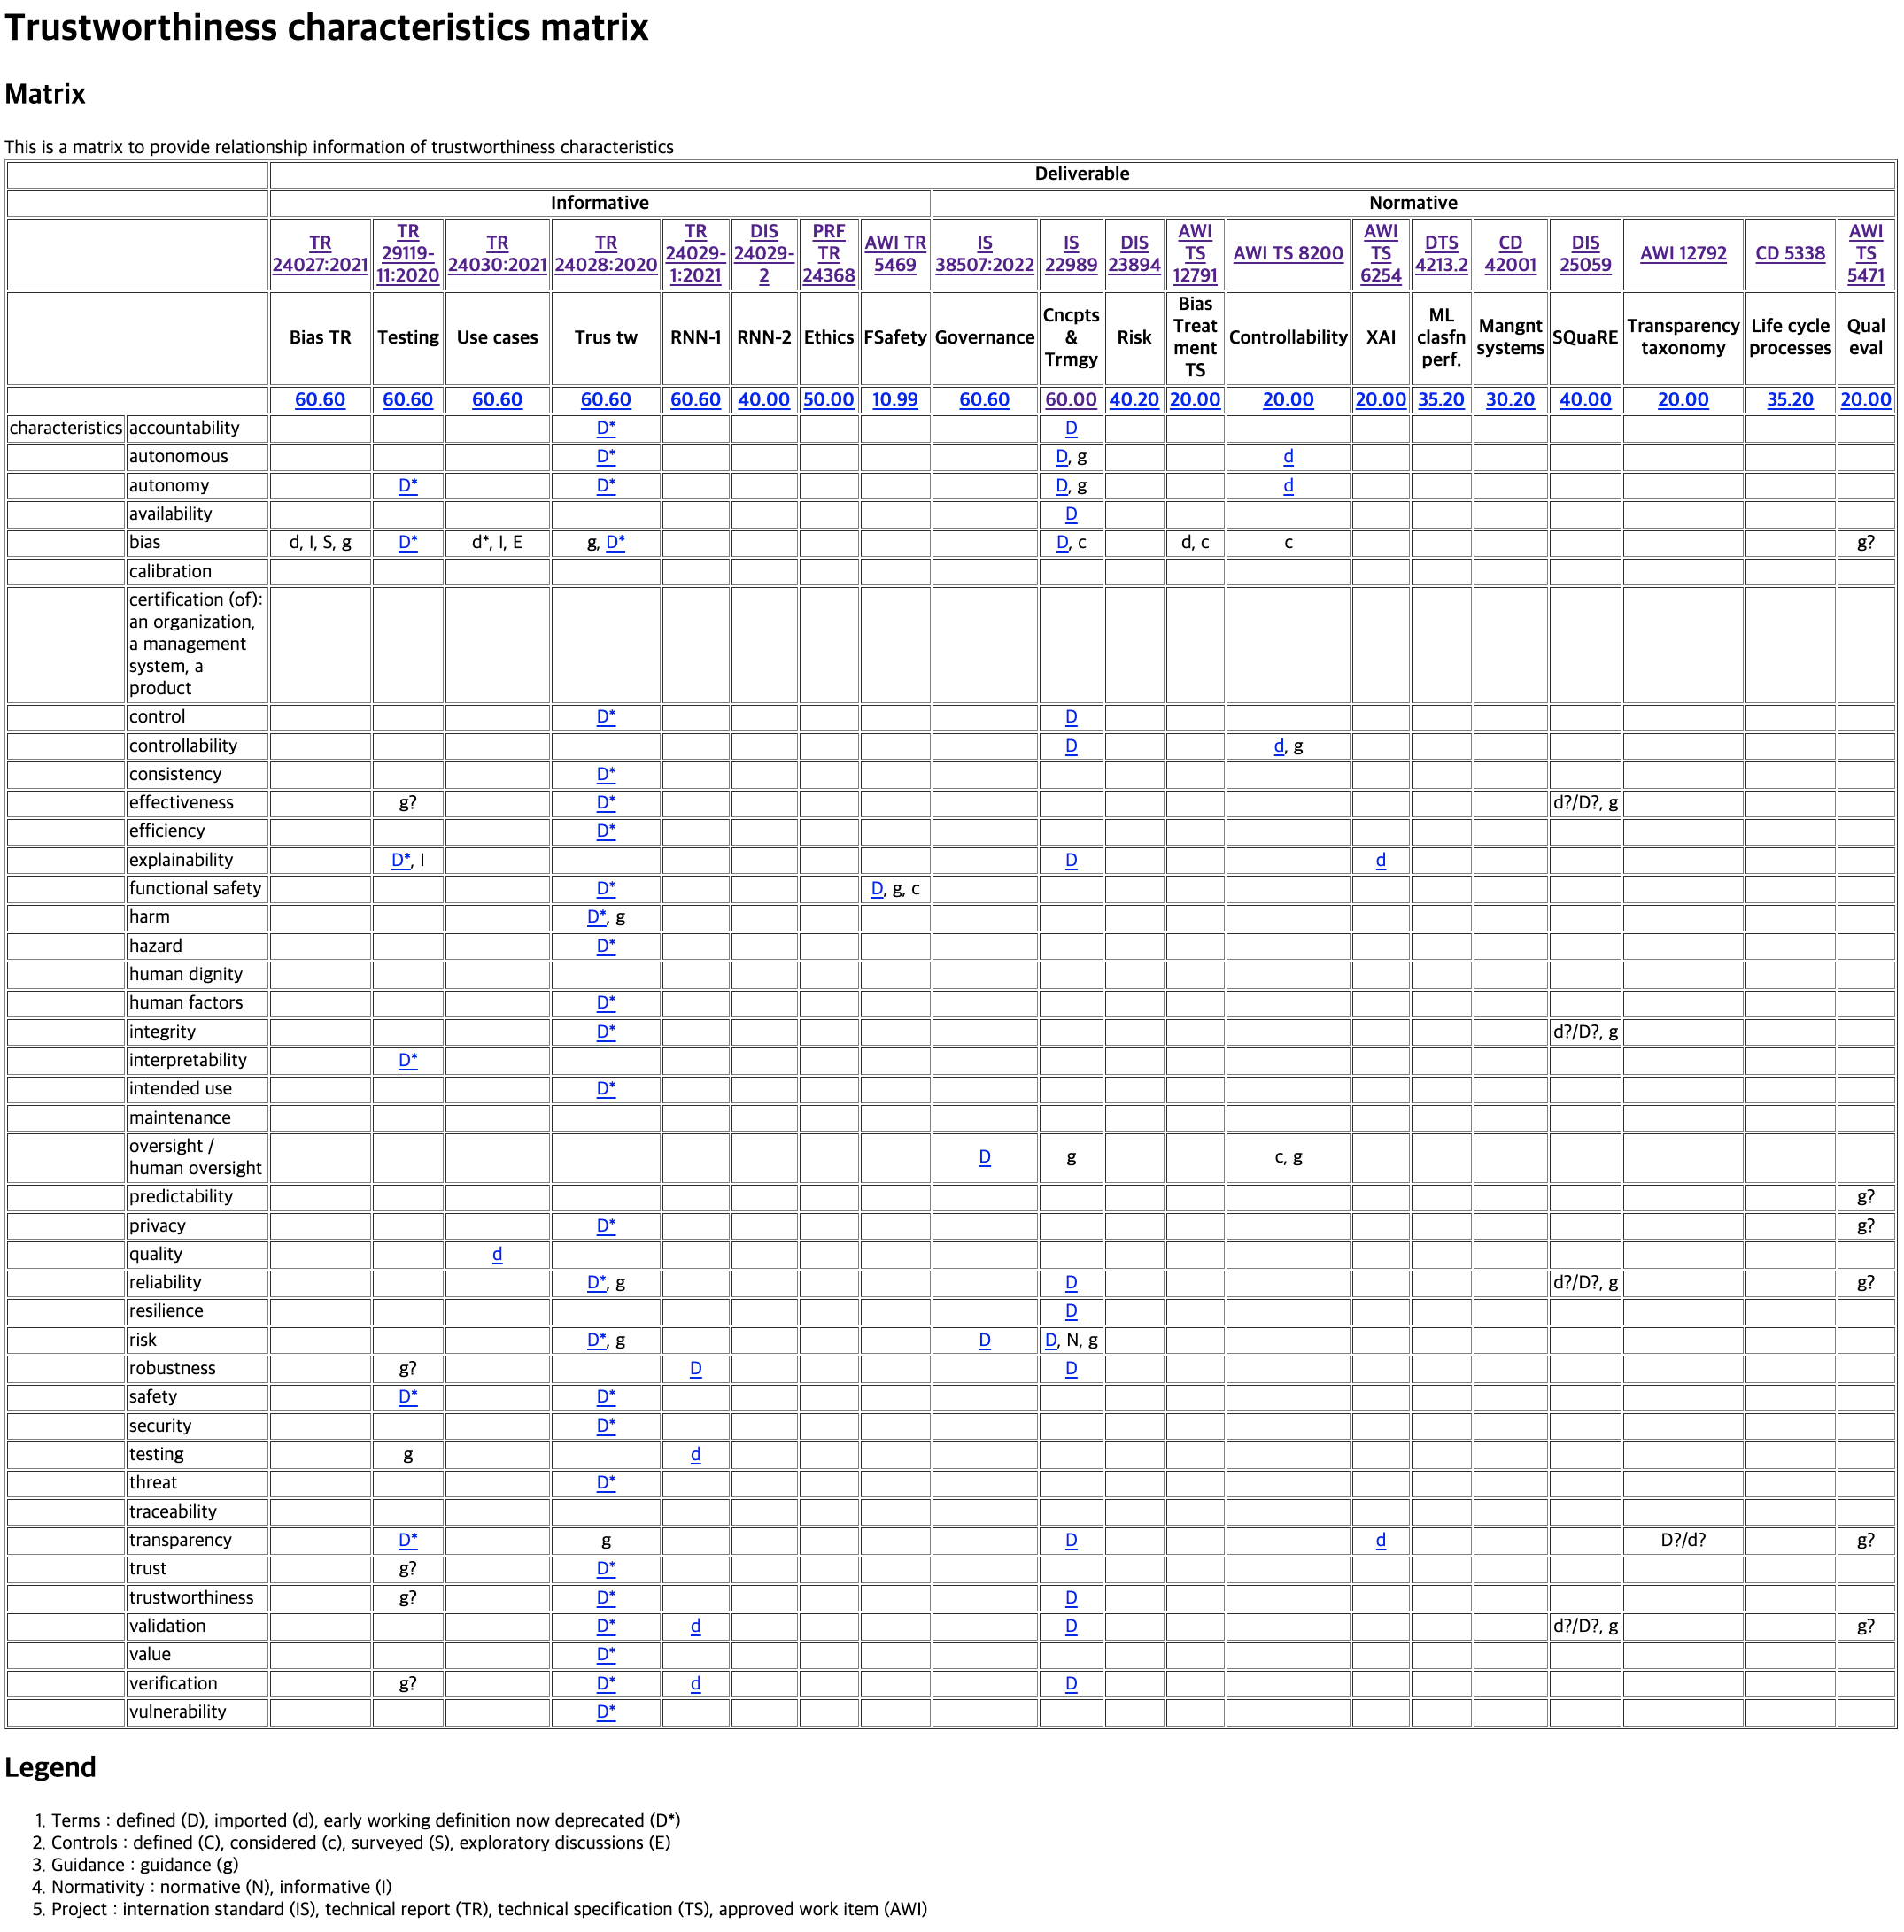 Trustworthiness characteristics matrix
Matrix
This is a matrix to provide relationship information of trustworthiness characteristics
Deliverable
Informative Normative
TR 24027:2021 TR 29119-11:2020 TR 24030:2021 TR 24028:2020 TR 24029-1:2021 DIS 24029-2 PRF TR 24368 AWI TR 5469 IS 38507:2022 IS 22989 DIS 23894 AWI TS 12791 AWI TS 8200 AWI TS 6254 DTS 4213.2 CD 42001 DIS 25059 AWI 12792 CD 5338 AWI TS 5471
Bias TR Testing Use cases Trus tw RNN-1 RNN-2 Ethics FSafety Governance Cncpts & Trmgy Risk Bias Treat ment TS Controllability XAI ML clasfn perf. Mangnt systems SQuaRE Transparency taxonomy Life cycle processes Qual eval
60.60 60.60 60.60 60.60 60.60 40.00 50.00 10.99 60.60 60.00 40.20 20.00 20.00 20.00 35.20 30.20 40.00 20.00 35.20 20.00
characteristics accountability D* D
autonomous D* D, g d
autonomy D* D* D, g d
availability D
bias d, I, S, g D* d*, I, E g, D* D, c d, c c g?
calibration
certification (of):
an organization,
a management
system, a
product
control D* D
controllability D d, g
consistency D*
effectiveness g? D* d?/D?, g
efficiency D*
explainability D*, I D d
functional safety D* D, g, c
harm D*, g
hazard D*
human dignity
human factors D*
integrity D* d?/D?, g
interpretability D*
intended use D*
maintenance
oversight /
human oversight D g c, g
predictability g?
privacy D* g?
quality d
reliability D*, g D d?/D?, g g?
resilience D
risk D*, g D D, N, g
robustness g? D D
safety D* D*
security D*
testing g d
threat D*
traceability
transparency D* g D d D?/d? g?
trust g? D*
trustworthiness g? D* D
validation D* d D d?/D?, g g?
value D*
verification g? D* d D
vulnerability D*
Legend
1. Terms : defined (D), imported (d), early working definition now deprecated (D*)
2. Controls : defined (C), considered (c), surveyed (S), exploratory discussions (E)
3. Guidance : guidance (g)
4. Normativity : normative (N), informative (I)
5. Project : internation standard (IS), technical report (TR), technical specification (TS), approved work item (AWI)